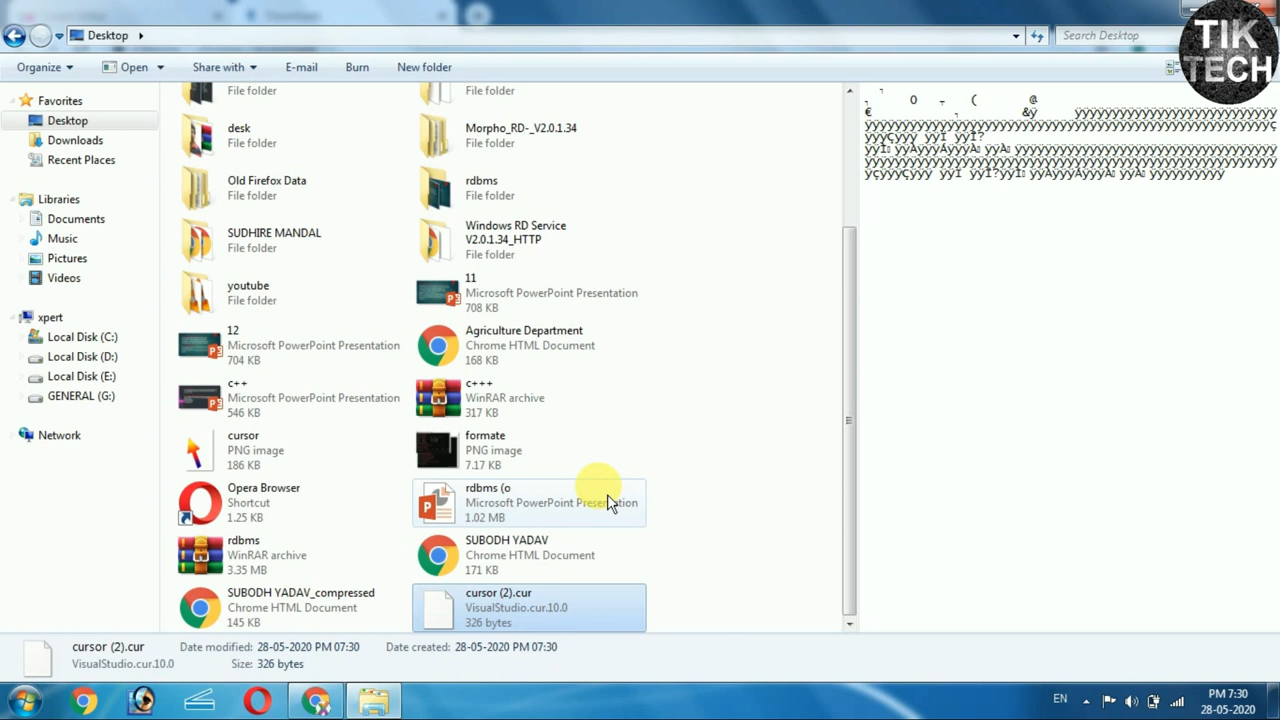 Desktop
Search Desktop
TIK
TECH
Organize
Open
Share with
E-mail
Burn
New folder
Favorites
Desktop
Downloads
Recent Places
Libraries
Documents
Music
Pictures
Videos
xpert
Local Disk (C:)
Local Disk (D:)
Local Disk (E:)
GENERAL (G:)
Network
File folder
File folder
desk
File folder
Morpho_RD-_V2.0.1.34
File folder
Old Firefox Data
File folder
rdbms
File folder
SUDHIRE MANDAL
File folder
Windows RD Service
V2.0.1.34_HTTP
File folder
youtube
File folder
11
Microsoft PowerPoint Presentation
708 KB
12
Microsoft PowerPoint Presentation
704 KB
Agriculture Department
Chrome HTML Document
168 KB
c++
Microsoft PowerPoint Presentation
546 KB
c+++
WinRAR archive
317 KB
cursor
PNG image
186 KB
formate
PNG image
7.17 KB
Opera Browser
Shortcut
1.25 KB
rdbms (o
Microsoft PowerPoint Presentation
1.02 MB
rdbms
WinRAR archive
3.35 MB
SUBODH YADAV
Chrome HTML Document
171 KB
SUBODH YADAV_compressed
Chrome HTML Document
145 KB
cursor (2).cur
VisualStudio.cur.10.0
326 bytes
cursor (2).cur
Date modified: 28-05-2020 PM 07:30
Date created: 28-05-2020 PM 07:30
VisualStudio.cur.10.0
Size: 326 bytes
EN
PM 7:30
28-05-2020